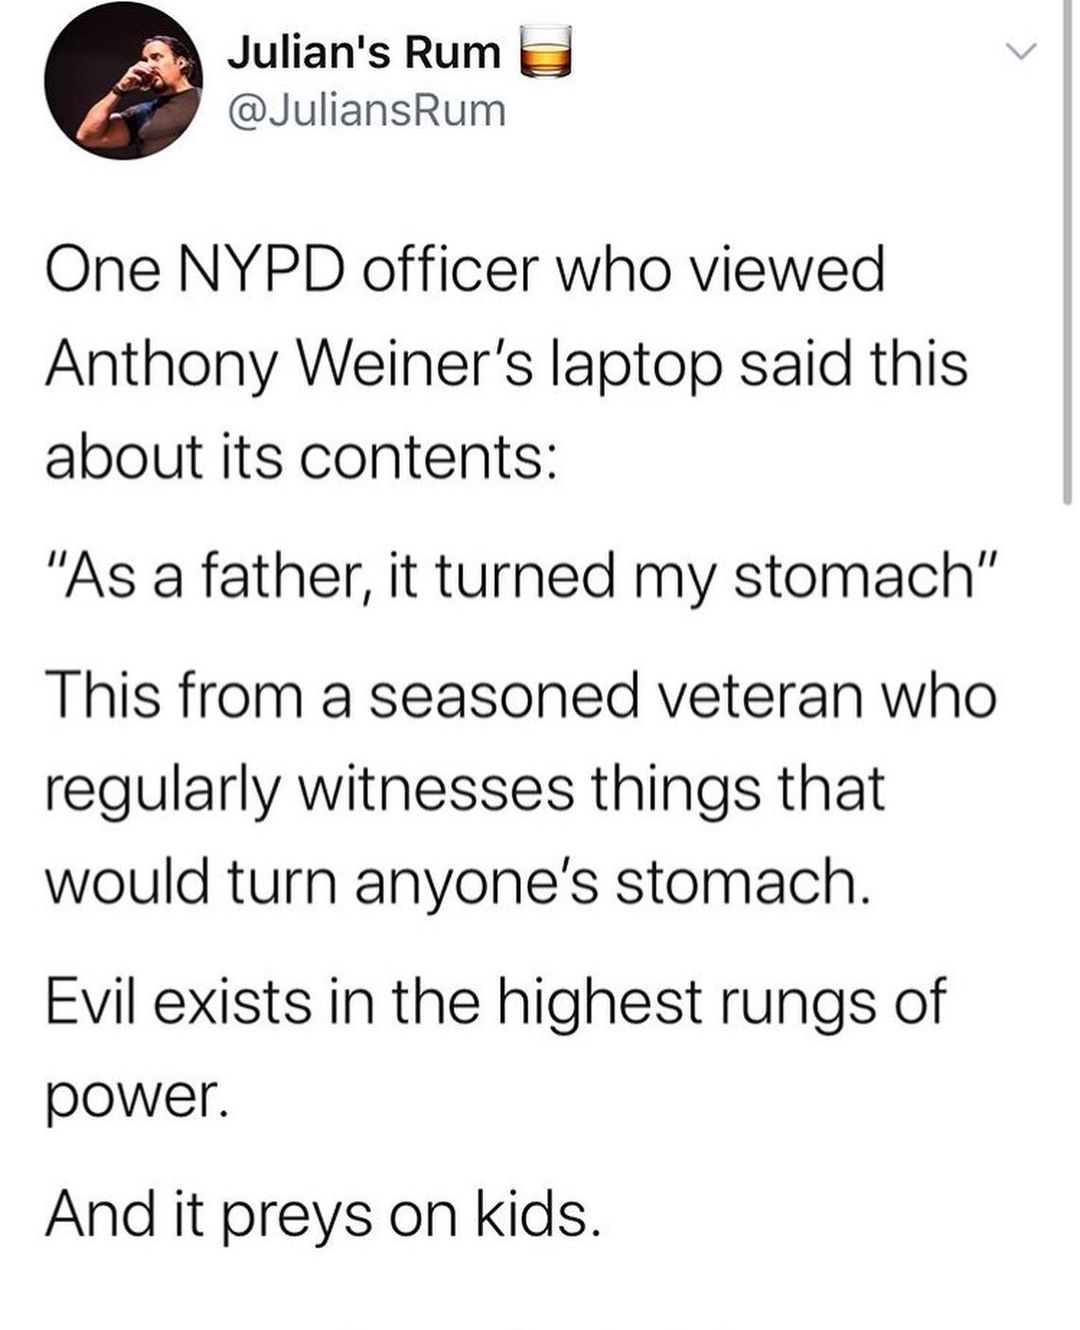 Julian's Rum 🥃
@JuliansRum
One NYPD officer who viewed
Anthony Weiner's laptop said this
about its contents:
"As a father, it turned my stomach"
This from a seasoned veteran who
regularly witnesses things that
would turn anyone's stomach.
Evil exists in the highest rungs of
power.
And it preys on kids.